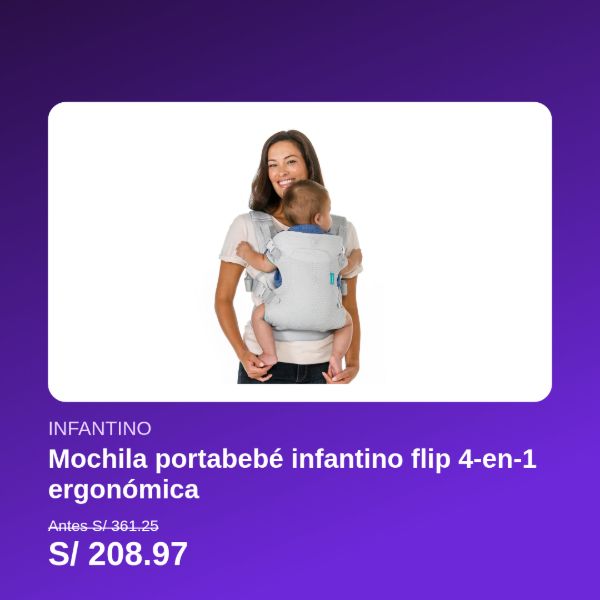 INFANTINO
Mochila portabebé infantino flip 4-en-1
ergonómica
Antes S/ 361.25
S/ 208.97